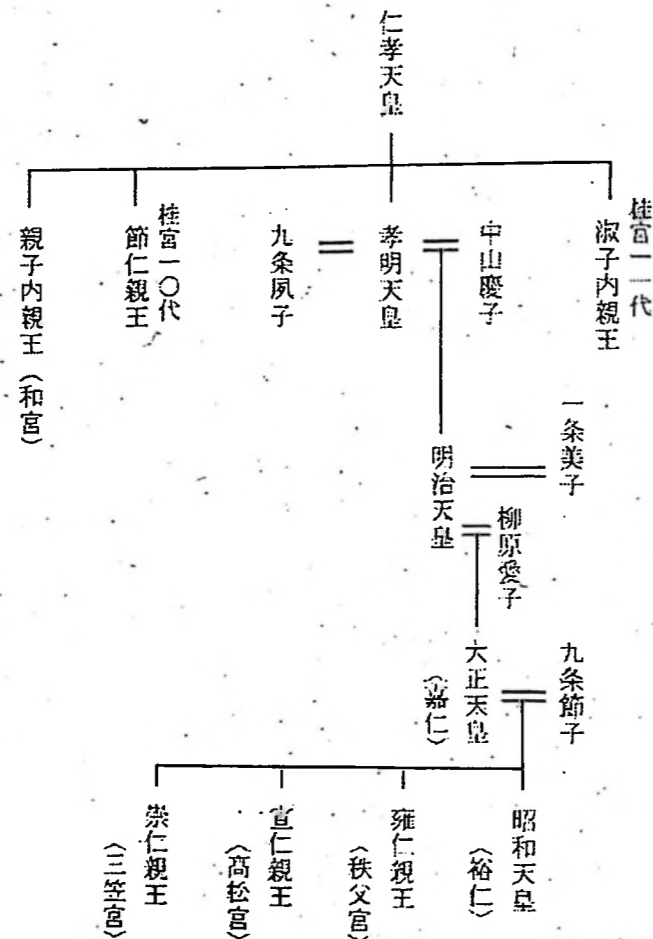 仁孝天皇
桂宮一一代
淑子内親王
中山慶子
孝明天皇
九条夙子
桂宮一〇代
節仁親王
親子内親王（和宮）
一条美子
明治天皇
柳原愛子
九条節子
大正天皇
（嘉仁）
昭和天皇
（裕仁）
雍仁親王
（秩父宮）
宣仁親王
（高松宮）
崇仁親王
（三笠宮）